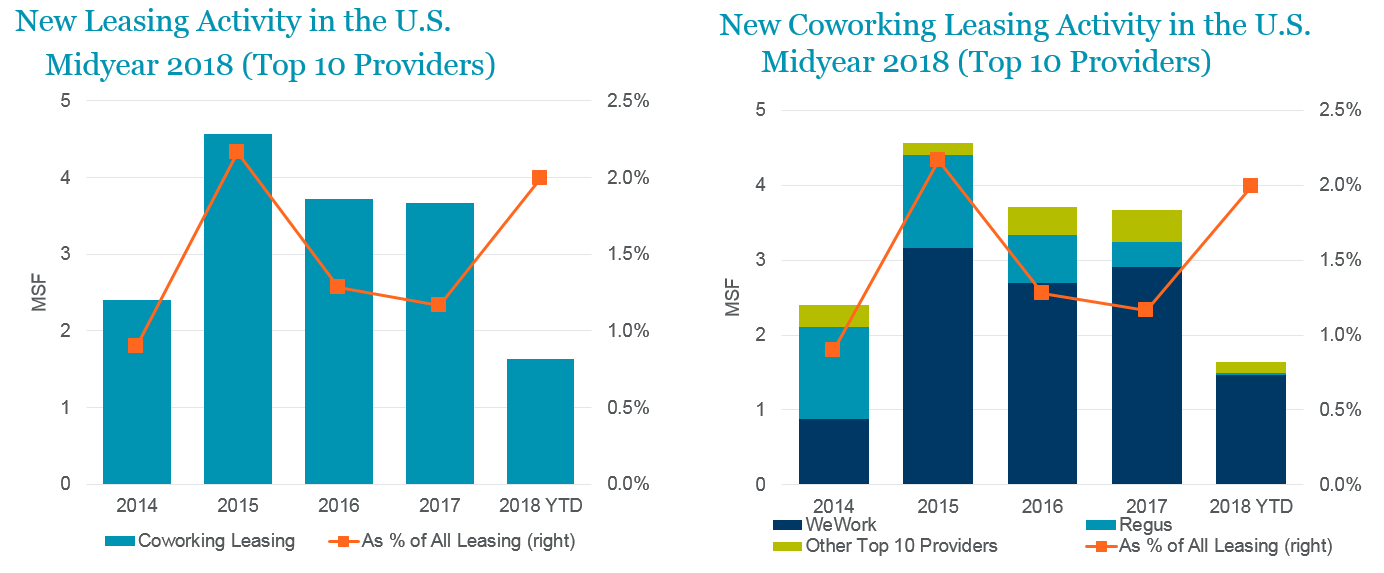 New Leasing Activity in the U.S.
Midyear 2018 (Top 10 Providers)
5
4
3
2
1
0
MSF
2.5%
2.0%
1.5%
1.0%
0.5%
0.0%
2014 2015 2016 2017 2018 YTD
Coworking Leasing As % of All Leasing (right)
New Coworking Leasing Activity in the U.S.
Midyear 2018 (Top 10 Providers)
5
4
3
2
1
0
MSF
2.5%
2.0%
1.5%
1.0%
0.5%
0.0%
2014 2015 2016 2017 2018 YTD
WeWork Regus
Other Top 10 Providers As % of All Leasing (right)